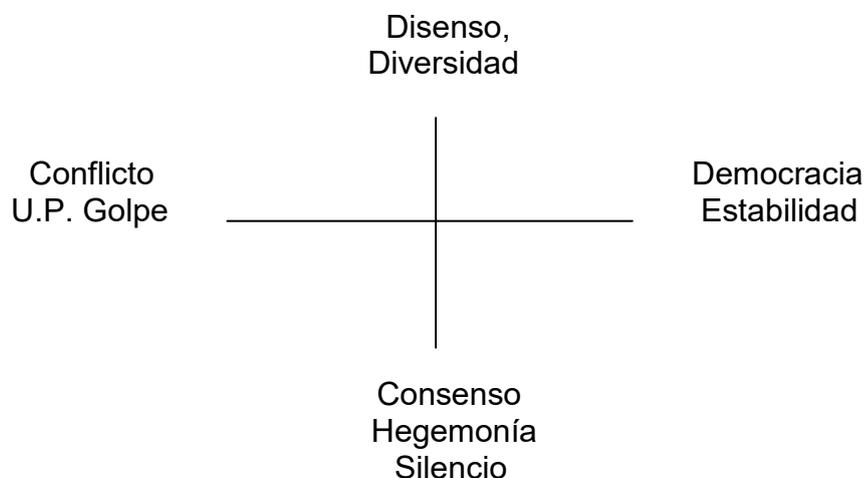 Disenso,
Diversidad
Conflicto
U.P. Golpe
Democracia
Estabilidad
Consenso
Hegemonía
Silencio